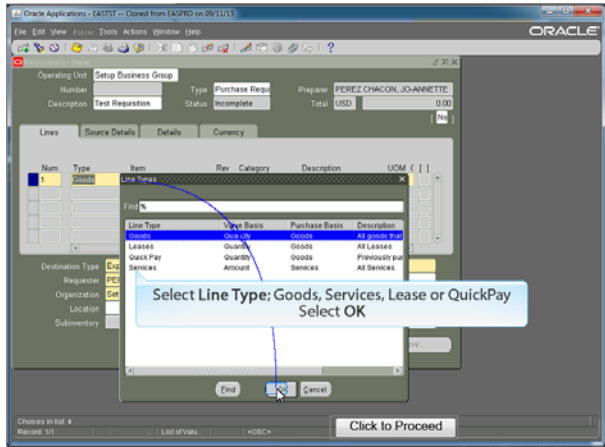 Oracle Applications - EASTST -- Cloned from EASPRD on 09/11/13
File Edit View Folder Tools Actions Window Help
ORACLE
Operating Unit Setup Business Group
Number Type Purchase Requi Preparer PEREZ CHACON, JO-ANNETTE
Description Test Requisition Status Incomplete Total USD 0.00
[ No ]
Lines Source Details Details Currency
Num Type Item Rev Category Description UOM ( [ ]
1 Goods
Line Types
Find %
Line Type Value Basis Purchase Basis Description
Goods Quantity Goods All goods that
Leases Quantity Goods All Leases
Quick Pay Quantity Goods Previously pur
Services Amount Services All Services
Destination Type Exp
Requester PE
Organization Set
Location
Subinventory
Select Line Type; Goods, Services, Lease or QuickPay
Select OK
Find Cancel
Choices in list: 4
Record: 1/1 ... List of Valu... <OSC>
Click to Proceed